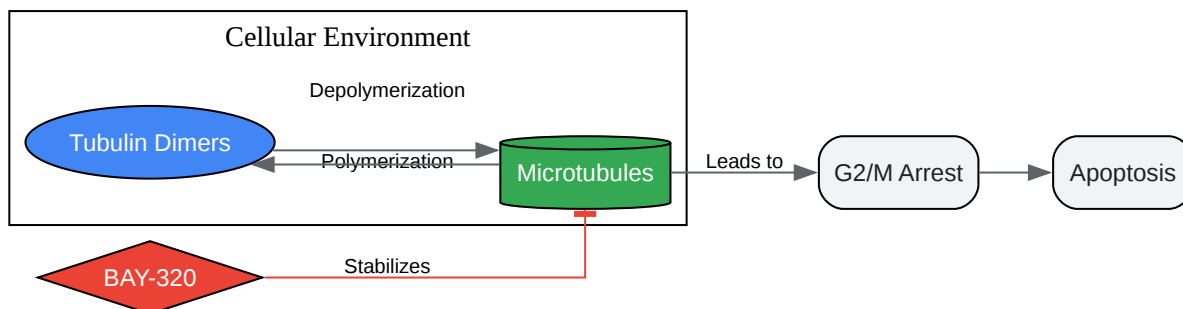 Cellular Environment
Depolymerization
Tubulin Dimers
Polymerization
Microtubules
Leads to
G2/M Arrest
Apoptosis
BAY-320
Stabilizes